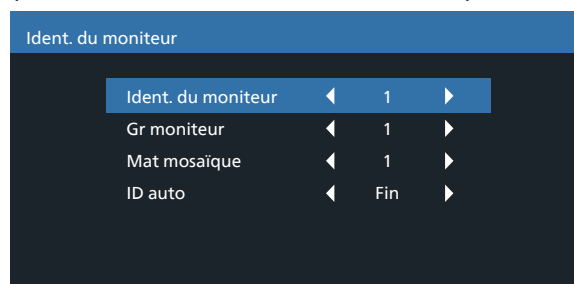 Ident. du moniteur
Ident. du moniteur 1
Gr moniteur 1
Mat mosaïque 1
ID auto Fin